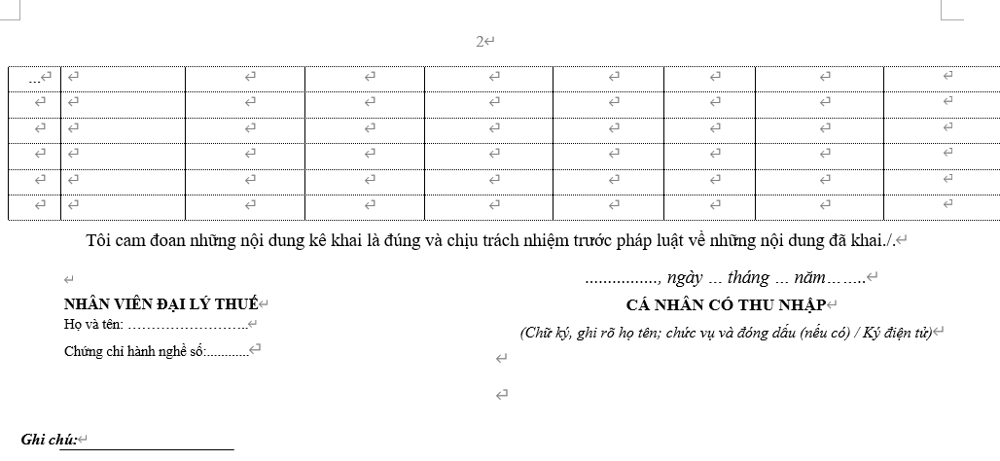 2
...
Tôi cam đoan những nội dung kê khai là đúng và chịu trách nhiệm trước pháp luật về những nội dung đã khai./.
................, ngày ... tháng ... năm........
NHÂN VIÊN ĐẠI LÝ THUẾ
CÁ NHÂN CÓ THU NHẬP
Họ và tên: ……………………..
(Chữ ký, ghi rõ họ tên; chức vụ và đóng dấu (nếu có) / Ký điện tử)
Chứng chỉ hành nghề số:............
Ghi chú: